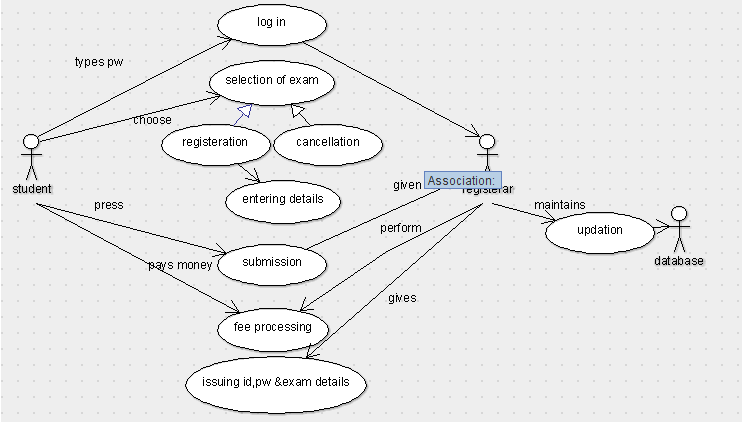 log in
types pw
selection of exam
choose
registeration
cancellation
student
given
Association:
registerar
entering details
press
maintains
perform
updation
submission
pays money
database
gives
fee processing
issuing id,pw &exam details